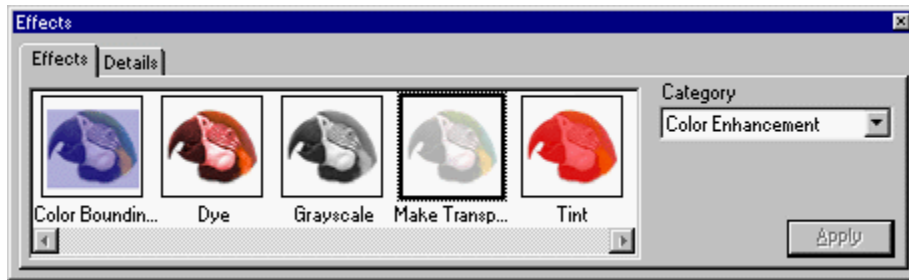 Effects
Effects Details
Category
Color Enhancement
Color Boundin... Dye Grayscale Make Transp... Tint
Apply